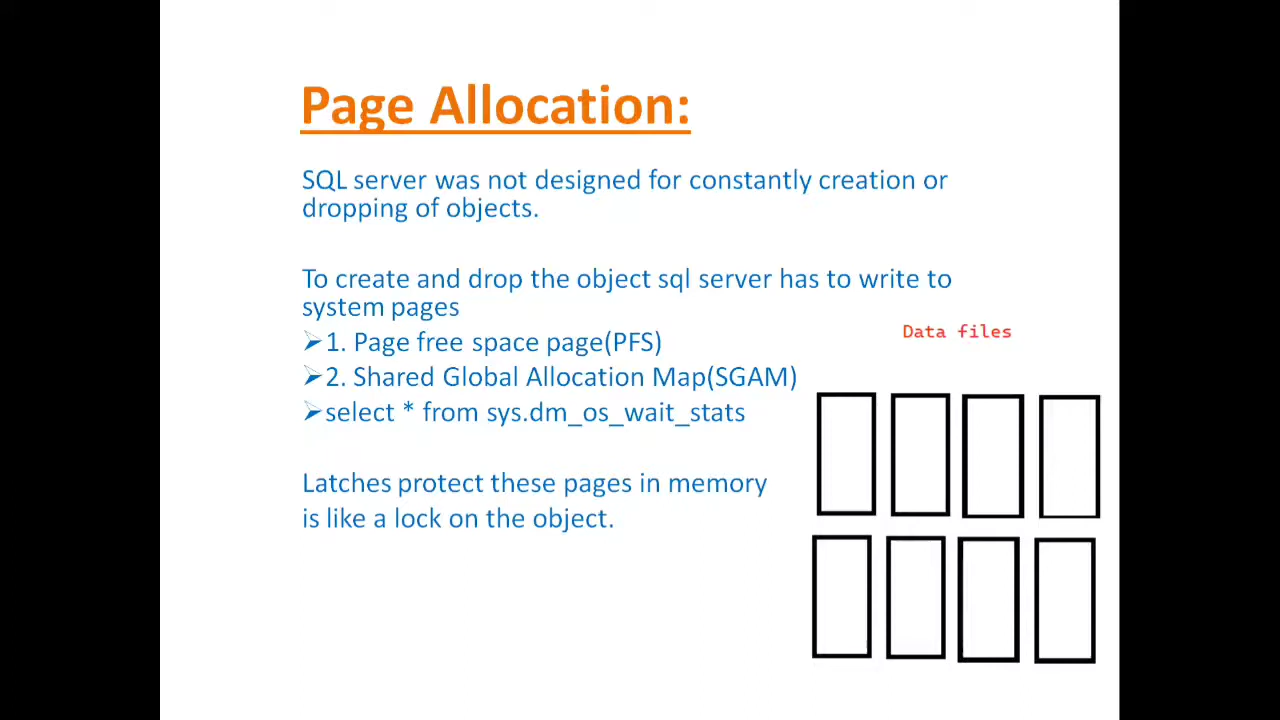 Page Allocation:
SQL server was not designed for constantly creation or
dropping of objects.
To create and drop the object sql server has to write to
system pages
➢1. Page free space page(PFS)
➢2. Shared Global Allocation Map(SGAM)
➢select * from sys.dm_os_wait_stats
Latches protect these pages in memory
is like a lock on the object.
Data files